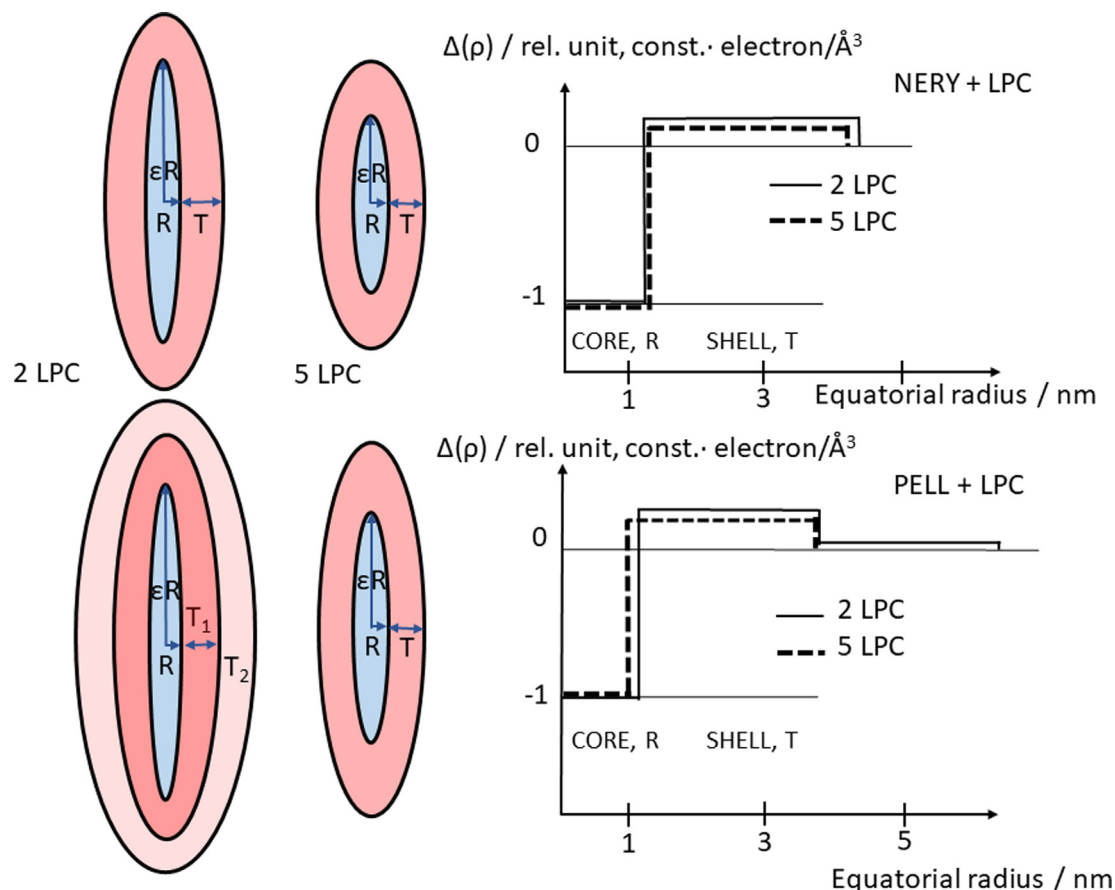 Δ(ρ) / rel. unit, const.· electron/Å³
NERY + LPC
0
2 LPC
5 LPC
-1
CORE, R SHELL, T
1 3
Equatorial radius / nm
εR
R T
2 LPC
εR
R T
5 LPC
Δ(ρ) / rel. unit, const.· electron/Å³
PELL + LPC
0
2 LPC
5 LPC
-1
CORE, R SHELL, T
1 3 5
Equatorial radius / nm
εR
T₁
R
T₂
εR
R T